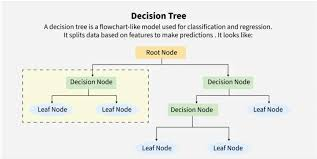 Decision Tree
A decision tree is a flowchart-like model used for classification and regression.
It splits data based on features to make predictions . It looks like:
Root Node
Decision Node
Decision Node
Leaf Node
Leaf Node
Decision Node
Leaf Node
Leaf Node
Leaf Node